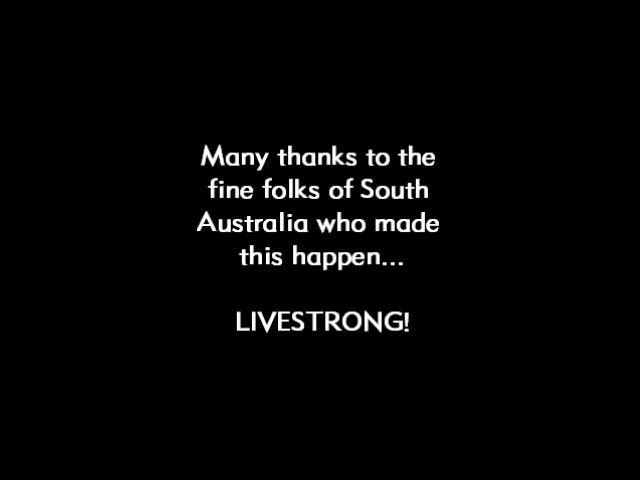 Many thanks to the
fine folks of South
Australia who made
this happen...
LIVESTRONG!